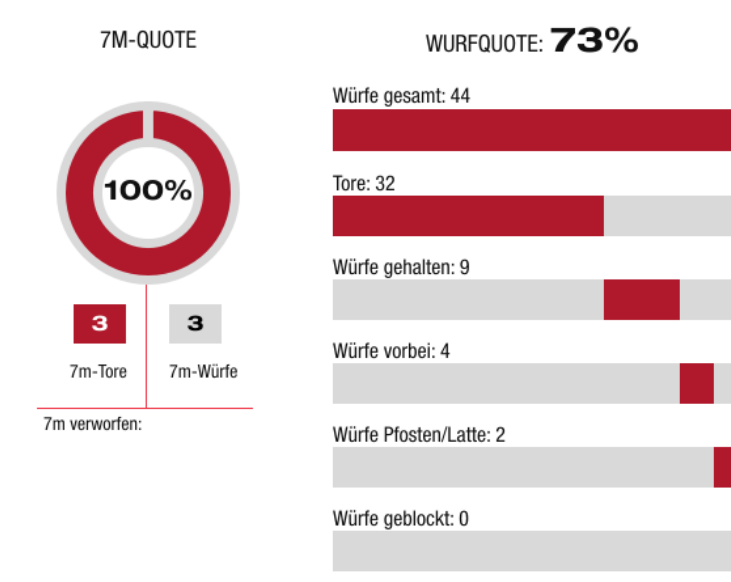 7M-QUOTE
100%
3 3
7m-Tore 7m-Würfe
7m verworfen:
WURFQUOTE: 73%
Würfe gesamt: 44
Tore: 32
Würfe gehalten: 9
Würfe vorbei: 4
Würfe Pfosten/Latte: 2
Würfe geblockt: 0